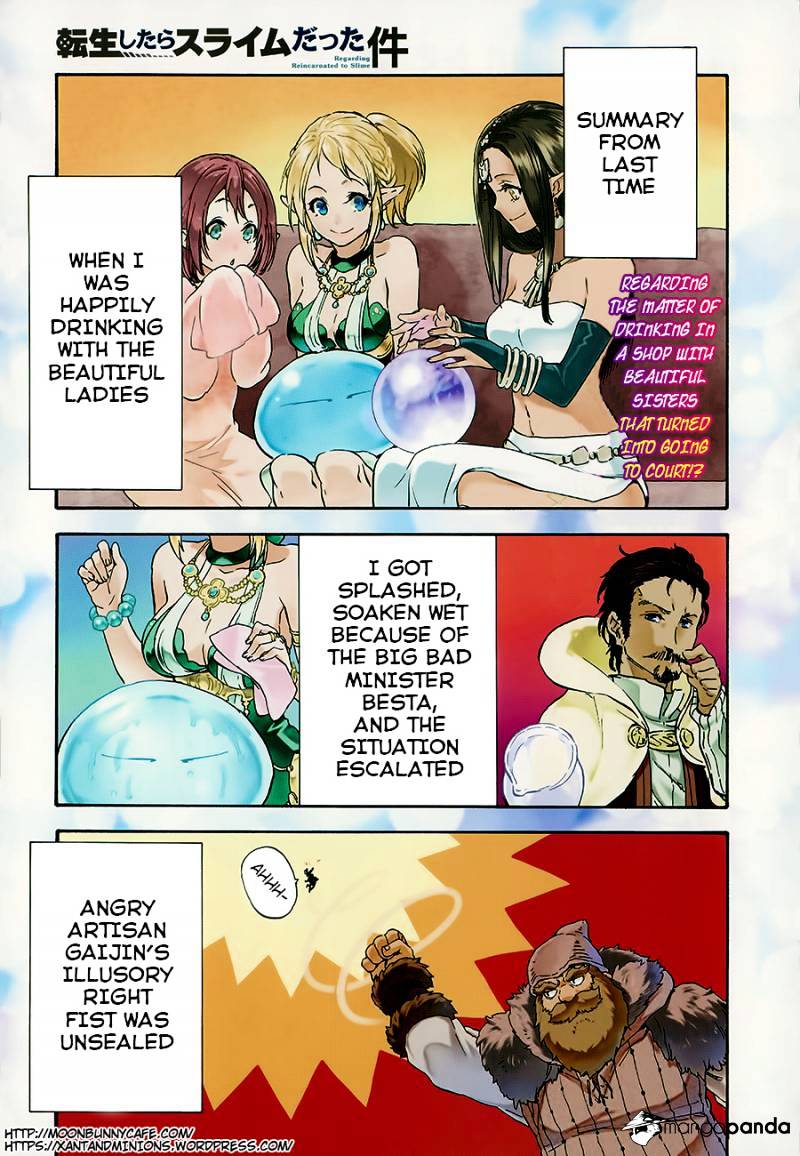 転生したらスライムだった件
Regarding
Reincarnated to Slime
SUMMARY
FROM
LAST
TIME
WHEN I
WAS
HAPPILY
DRINKING
WITH THE
BEAUTIFUL
LADIES
REGARDING
THE MATTER OF
DRINKING IN
A SHOP WITH
BEAUTIFUL
SISTERS
THAT TURNED
INTO GOING
TO COURT!?
I GOT
SPLASHED,
SOAKEN WET
BECAUSE OF
THE BIG BAD
MINISTER
BESTA,
AND THE
SITUATION
ESCALATED
AHHH-
ANGRY
ARTISAN
GAIJIN'S
ILLUSORY
RIGHT
FIST WAS
UNSEALED
HTTP://MOONBUNNYCAFE.COM/
HTTPS://XANTANDMINIONS.WORDPRESS.COM/
mangapanda